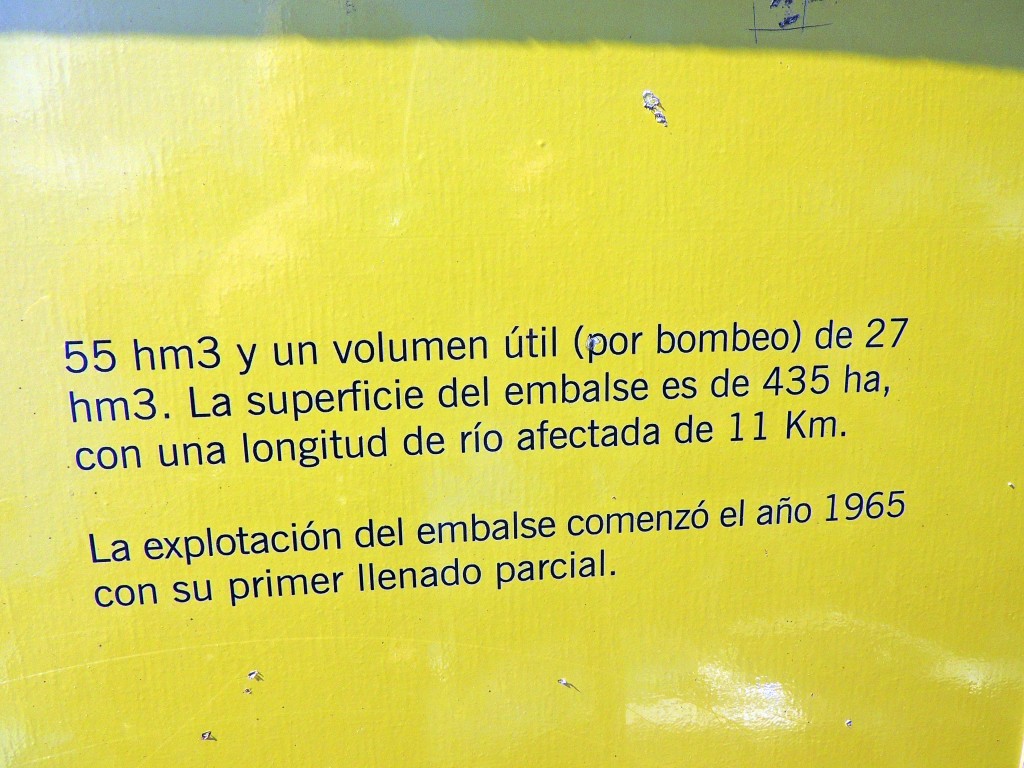 55 hm3 y un volumen útil (por bombeo) de 27
hm3. La superficie del embalse es de 435 ha,
con una longitud de río afectada de 11 Km.
La explotación del embalse comenzó el año 1965
con su primer llenado parcial.